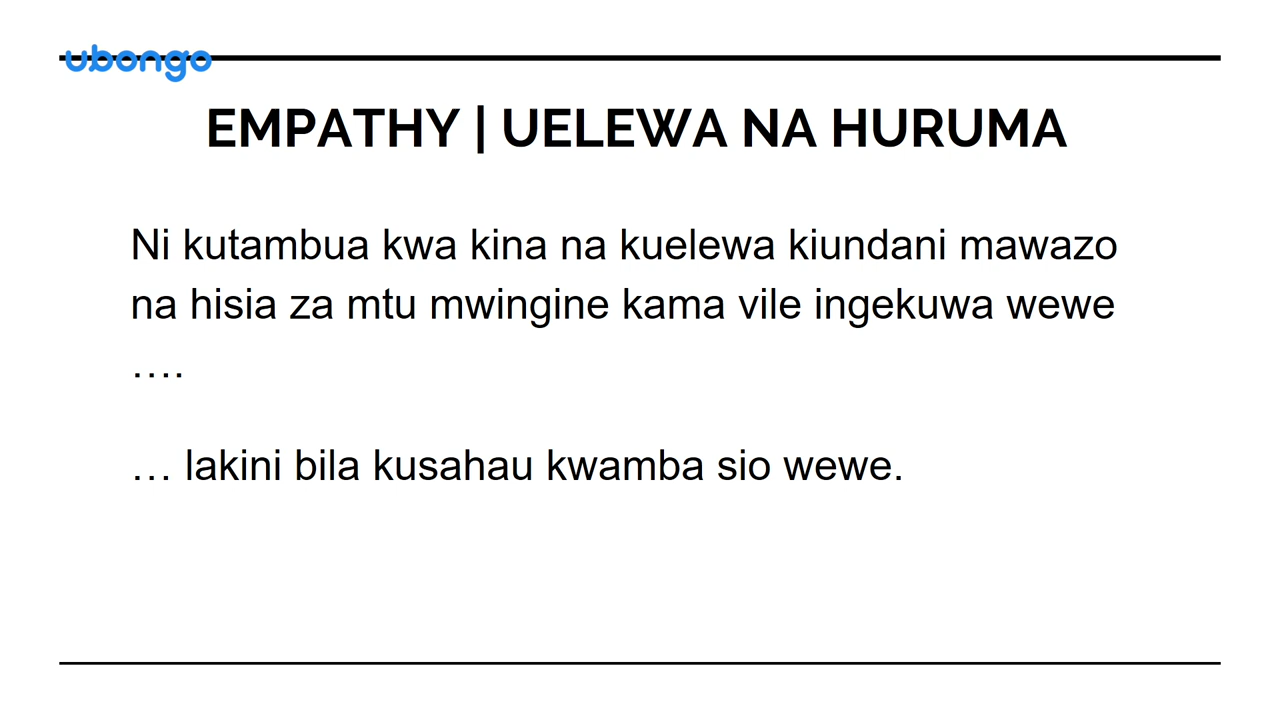 ubongo
EMPATHY | UELEWA NA HURUMA
Ni kutambua kwa kina na kuelewa kiundani mawazo
na hisia za mtu mwingine kama vile ingekuwa wewe
….
… lakini bila kusahau kwamba sio wewe.